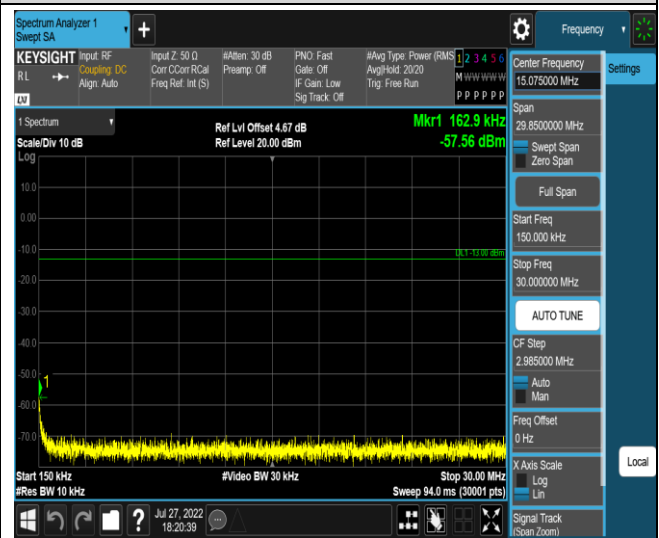 Spectrum Analyzer 1
Swept SA
Frequency
KEYSIGHT
RL
LXI
Input: RF
Coupling: DC
Align: Auto
Input Z: 50 Ω
Corr CCorr RCal
Freq Ref: Int (S)
#Atten: 30 dB
Preamp: Off
PNO: Fast
Gate: Off
IF Gain: Low
Sig Track: Off
#Avg Type: Power (RMS
Avg|Hold: 20/20
Trig: Free Run
1 2 3 4 5 6
M W W W W W
P P P P P P
Center Frequency
15.075000 MHz
Settings
Span
29.8500000 MHz
Swept Span
Zero Span
Full Span
Start Freq
150.000 kHz
Stop Freq
30.000000 MHz
AUTO TUNE
CF Step
2.985000 MHz
Auto
Man
Freq Offset
0 Hz
X Axis Scale
Log
Lin
Signal Track
(Span Zoom)
Local
1 Spectrum
Scale/Div 10 dB
Log
Ref Lvl Offset 4.67 dB
Ref Level 20.00 dBm
Mkr1 162.9 kHz
-57.56 dBm
10.0
0.00
-10.0
DL1 -13.00 dBm
-20.0
-30.0
-40.0
-50.0
1
-60.0
-70.0
Start 150 kHz
#Res BW 10 kHz
#Video BW 30 kHz
Stop 30.00 MHz
Sweep 94.0 ms (30001 pts)
?
Jul 27, 2022
18:20:39